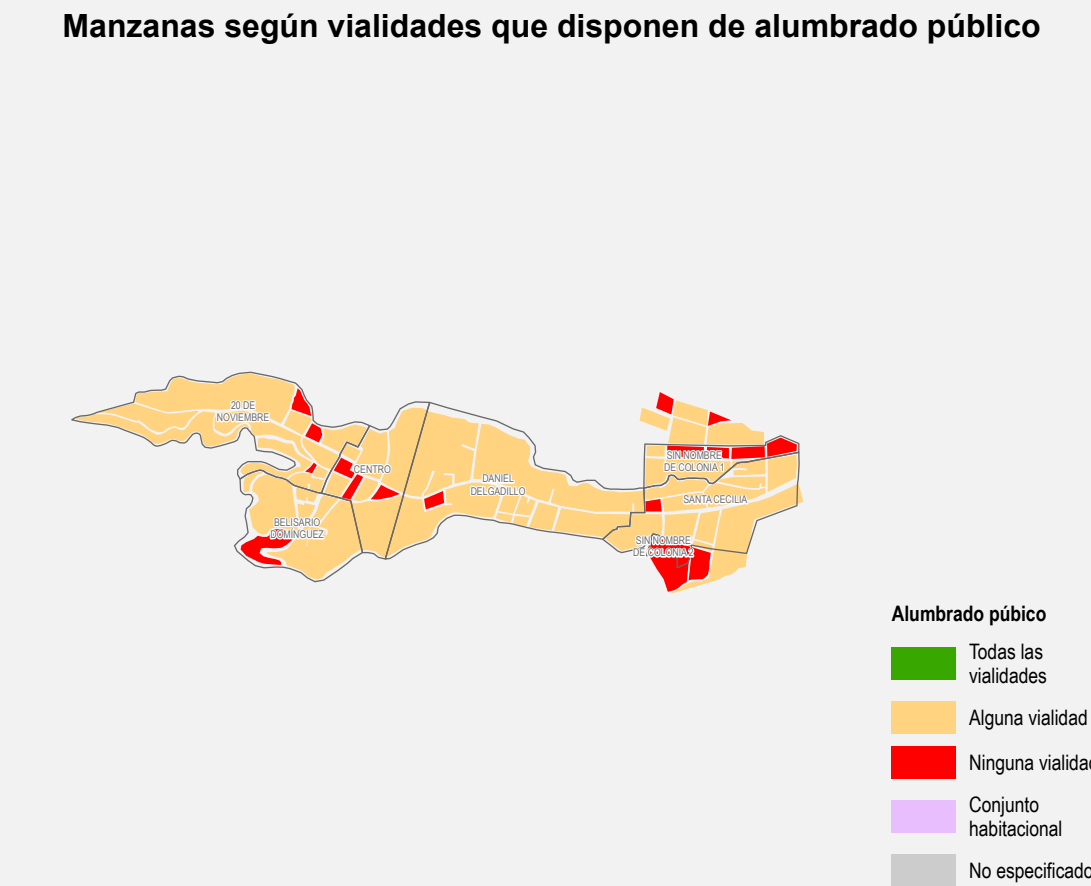 Manzanas según vialidades que disponen de alumbrado público
20 DE
NOVIEMBRE
CENTRO
DANIEL
DELGADILLO
BELISARIO
DOMÍNGUEZ
SIN NOMBRE
DE COLONIA 1
SANTA CECILIA
SIN NOMBRE
DE COLONIA 2
Alumbrado púbico
Todas las
vialidades
Alguna vialidad
Ninguna vialidad
Conjunto
habitacional
No especificado